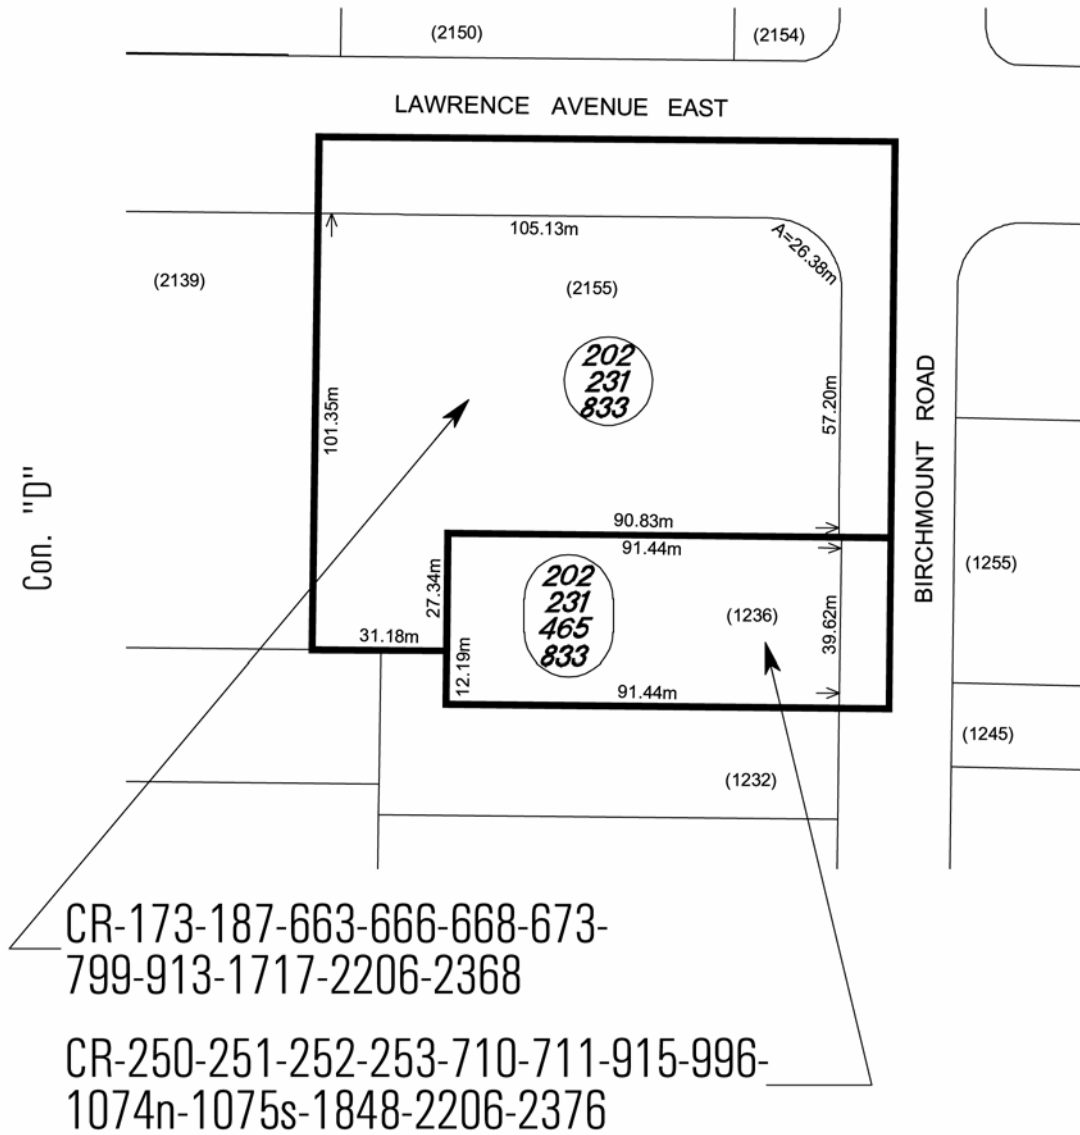 (2150)
(2154)
LAWRENCE AVENUE EAST
105.13m
A=26.38m
(2139)
(2155)
202
231
833
101.35m
57.20m
BIRCHMOUNT ROAD
Con. "D"
90.83m
91.44m
27.34m
202
231
465
833
(1236)
39.62m
(1255)
31.18m
12.19m
91.44m
(1245)
(1232)
CR-173-187-663-666-668-673-
799-913-1717-2206-2368
CR-250-251-252-253-710-711-915-996-
1074n-1075s-1848-2206-2376